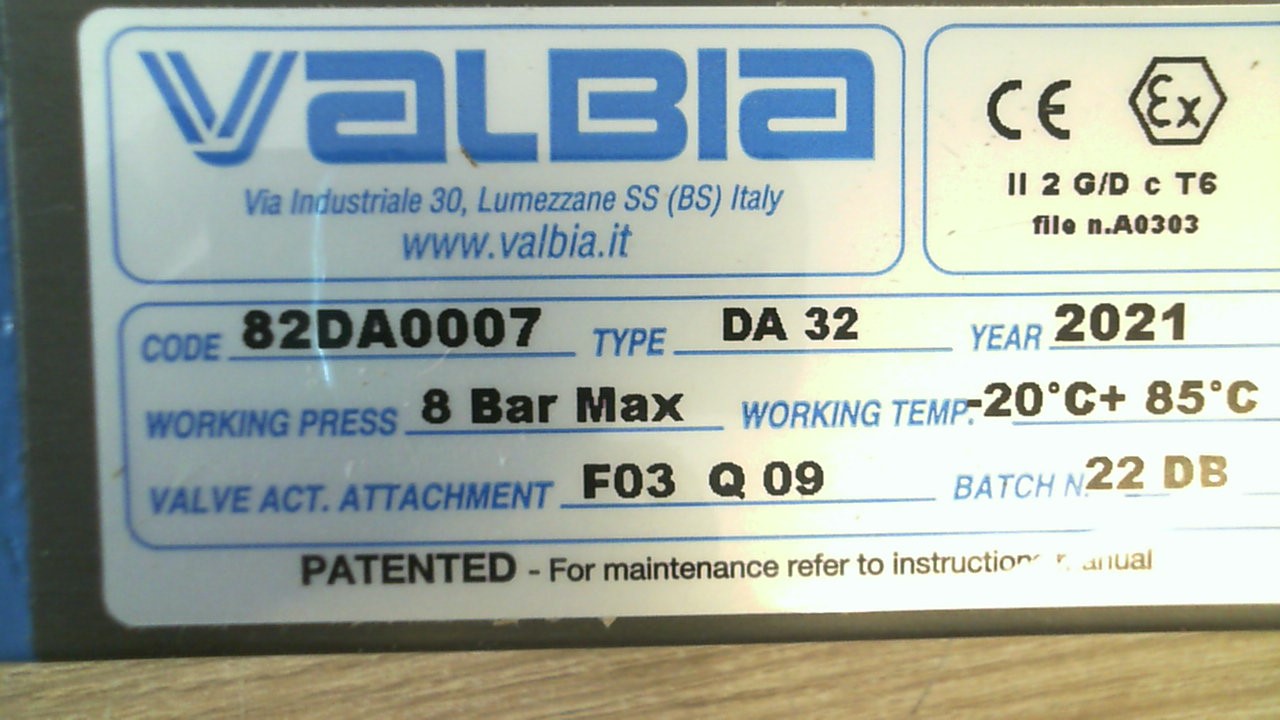 VALBIA
Via Industriale 30, Lumezzane SS (BS) Italy
www.valbia.it
CE Ex
II 2 G/D c T6
file n.A0303
CODE 82DA0007 TYPE DA 32 YEAR 2021
WORKING PRESS 8 Bar Max WORKING TEMP. -20°C+ 85°C
VALVE ACT. ATTACHMENT F03 Q 09 BATCH N. 22 DB
PATENTED - For maintenance refer to instructions manual